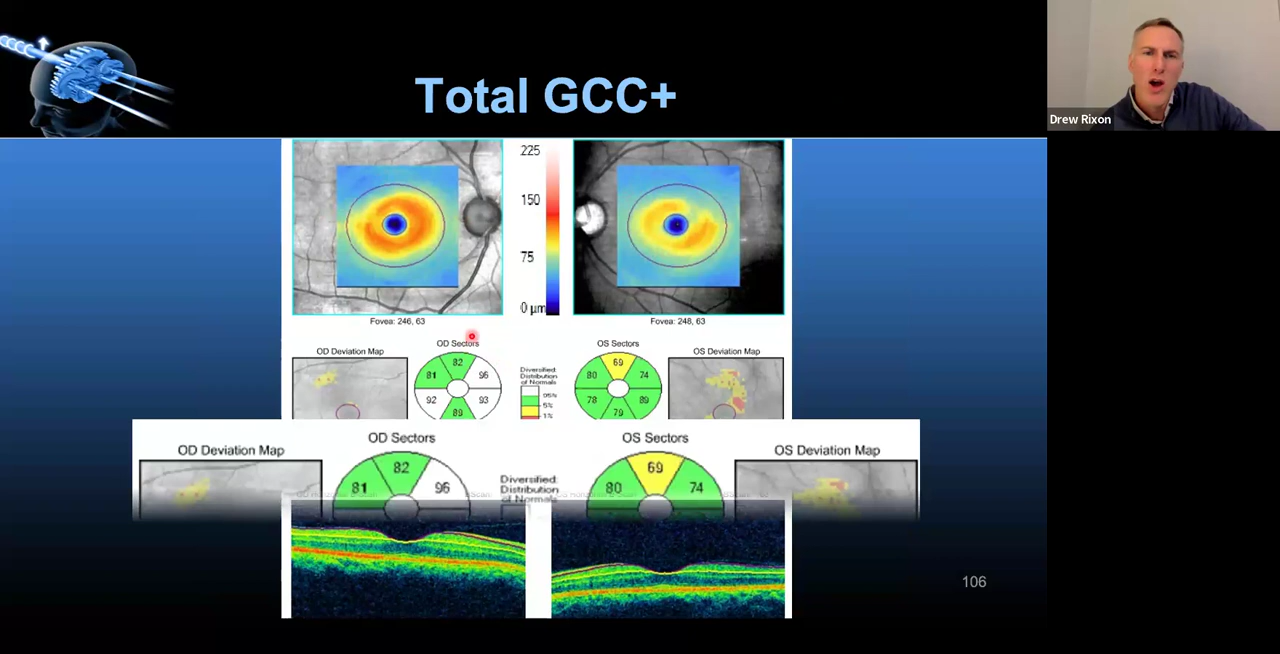 Total GCC+
Drew Rixon
225
150
75
0 µm
Fovea: 246, 63
Fovea: 248, 63
OD Deviation Map
OD Sectors
82
81
96
92
93
89
Diversified:
Distribution
of Normals
95%
5%
1%
OS Sectors
69
80
74
78
89
79
OS Deviation Map
OD Deviation Map
OD Sectors
82
81
96
Diversified:
Distribution
of Normals
OS Sectors
69
80
74
OS Deviation Map
106